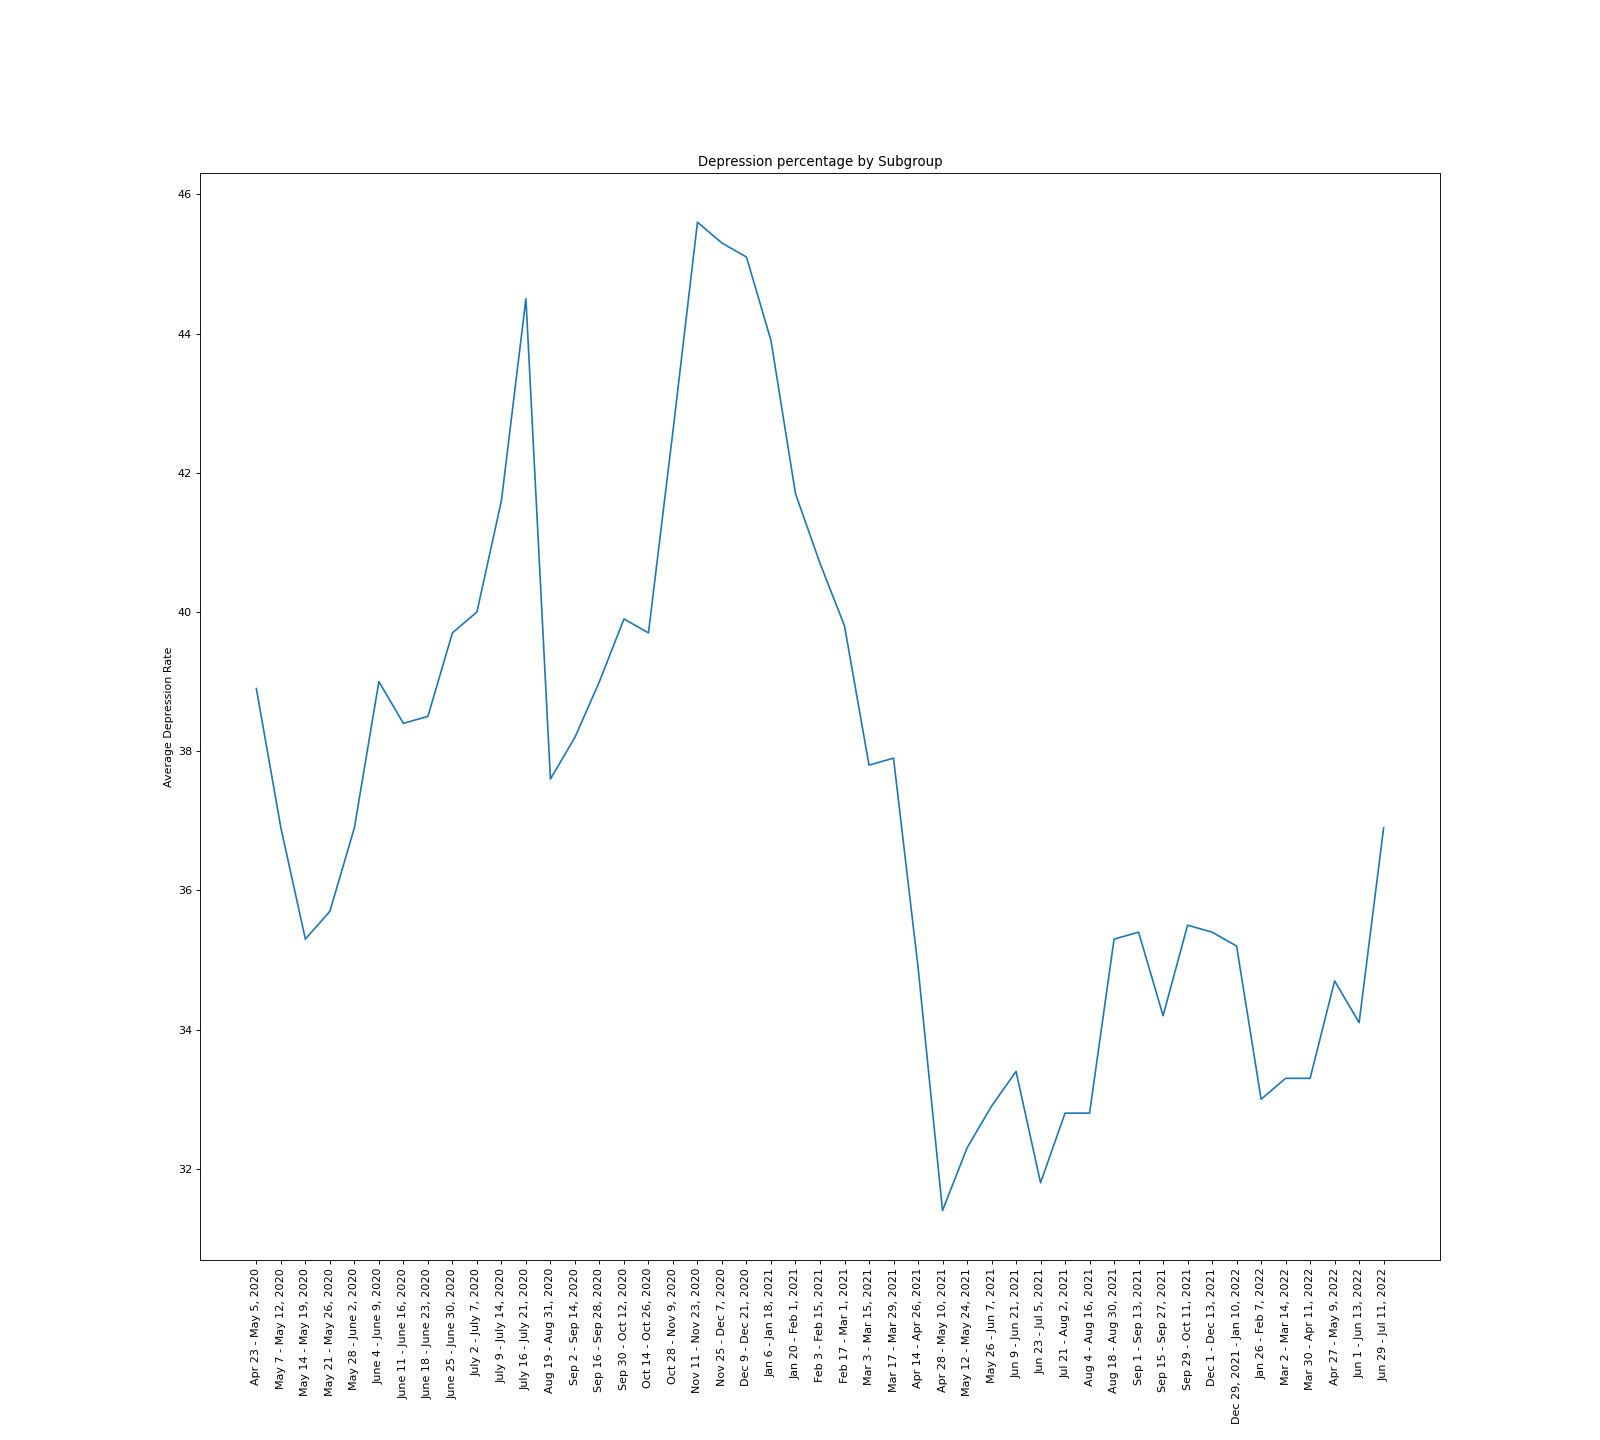 Depression percentage by Subgroup
46
44
42
40
38
36
34
32
Average Depression Rate
Apr 23 - May 5, 2020
May 7 - May 12, 2020
May 14 - May 19, 2020
May 21 - May 26, 2020
May 28 - June 2, 2020
June 4 - June 9, 2020
June 11 - June 16, 2020
June 18 - June 23, 2020
June 25 - June 30, 2020
July 2 - July 7, 2020
July 9 - July 14, 2020
July 16 - July 21, 2020
Aug 19 - Aug 31, 2020
Sep 2 - Sep 14, 2020
Sep 16 - Sep 28, 2020
Sep 30 - Oct 12, 2020
Oct 14 - Oct 26, 2020
Oct 28 - Nov 9, 2020
Nov 11 - Nov 23, 2020
Nov 25 - Dec 7, 2020
Dec 9 - Dec 21, 2020
Jan 6 - Jan 18, 2021
Jan 20 - Feb 1, 2021
Feb 3 - Feb 15, 2021
Feb 17 - Mar 1, 2021
Mar 3 - Mar 15, 2021
Mar 17 - Mar 29, 2021
Apr 14 - Apr 26, 2021
Apr 28 - May 10, 2021
May 12 - May 24, 2021
May 26 - Jun 7, 2021
Jun 9 - Jun 21, 2021
Jun 23 - Jul 5, 2021
Jul 21 - Aug 2, 2021
Aug 4 - Aug 16, 2021
Aug 18 - Aug 30, 2021
Sep 1 - Sep 13, 2021
Sep 15 - Sep 27, 2021
Sep 29 - Oct 11, 2021
Dec 1 - Dec 13, 2021
Dec 29, 2021 - Jan 10, 2022
Jan 26 - Feb 7, 2022
Mar 2 - Mar 14, 2022
Mar 30 - Apr 11, 2022
Apr 27 - May 9, 2022
Jun 1 - Jun 13, 2022
Jun 29 - Jul 11, 2022